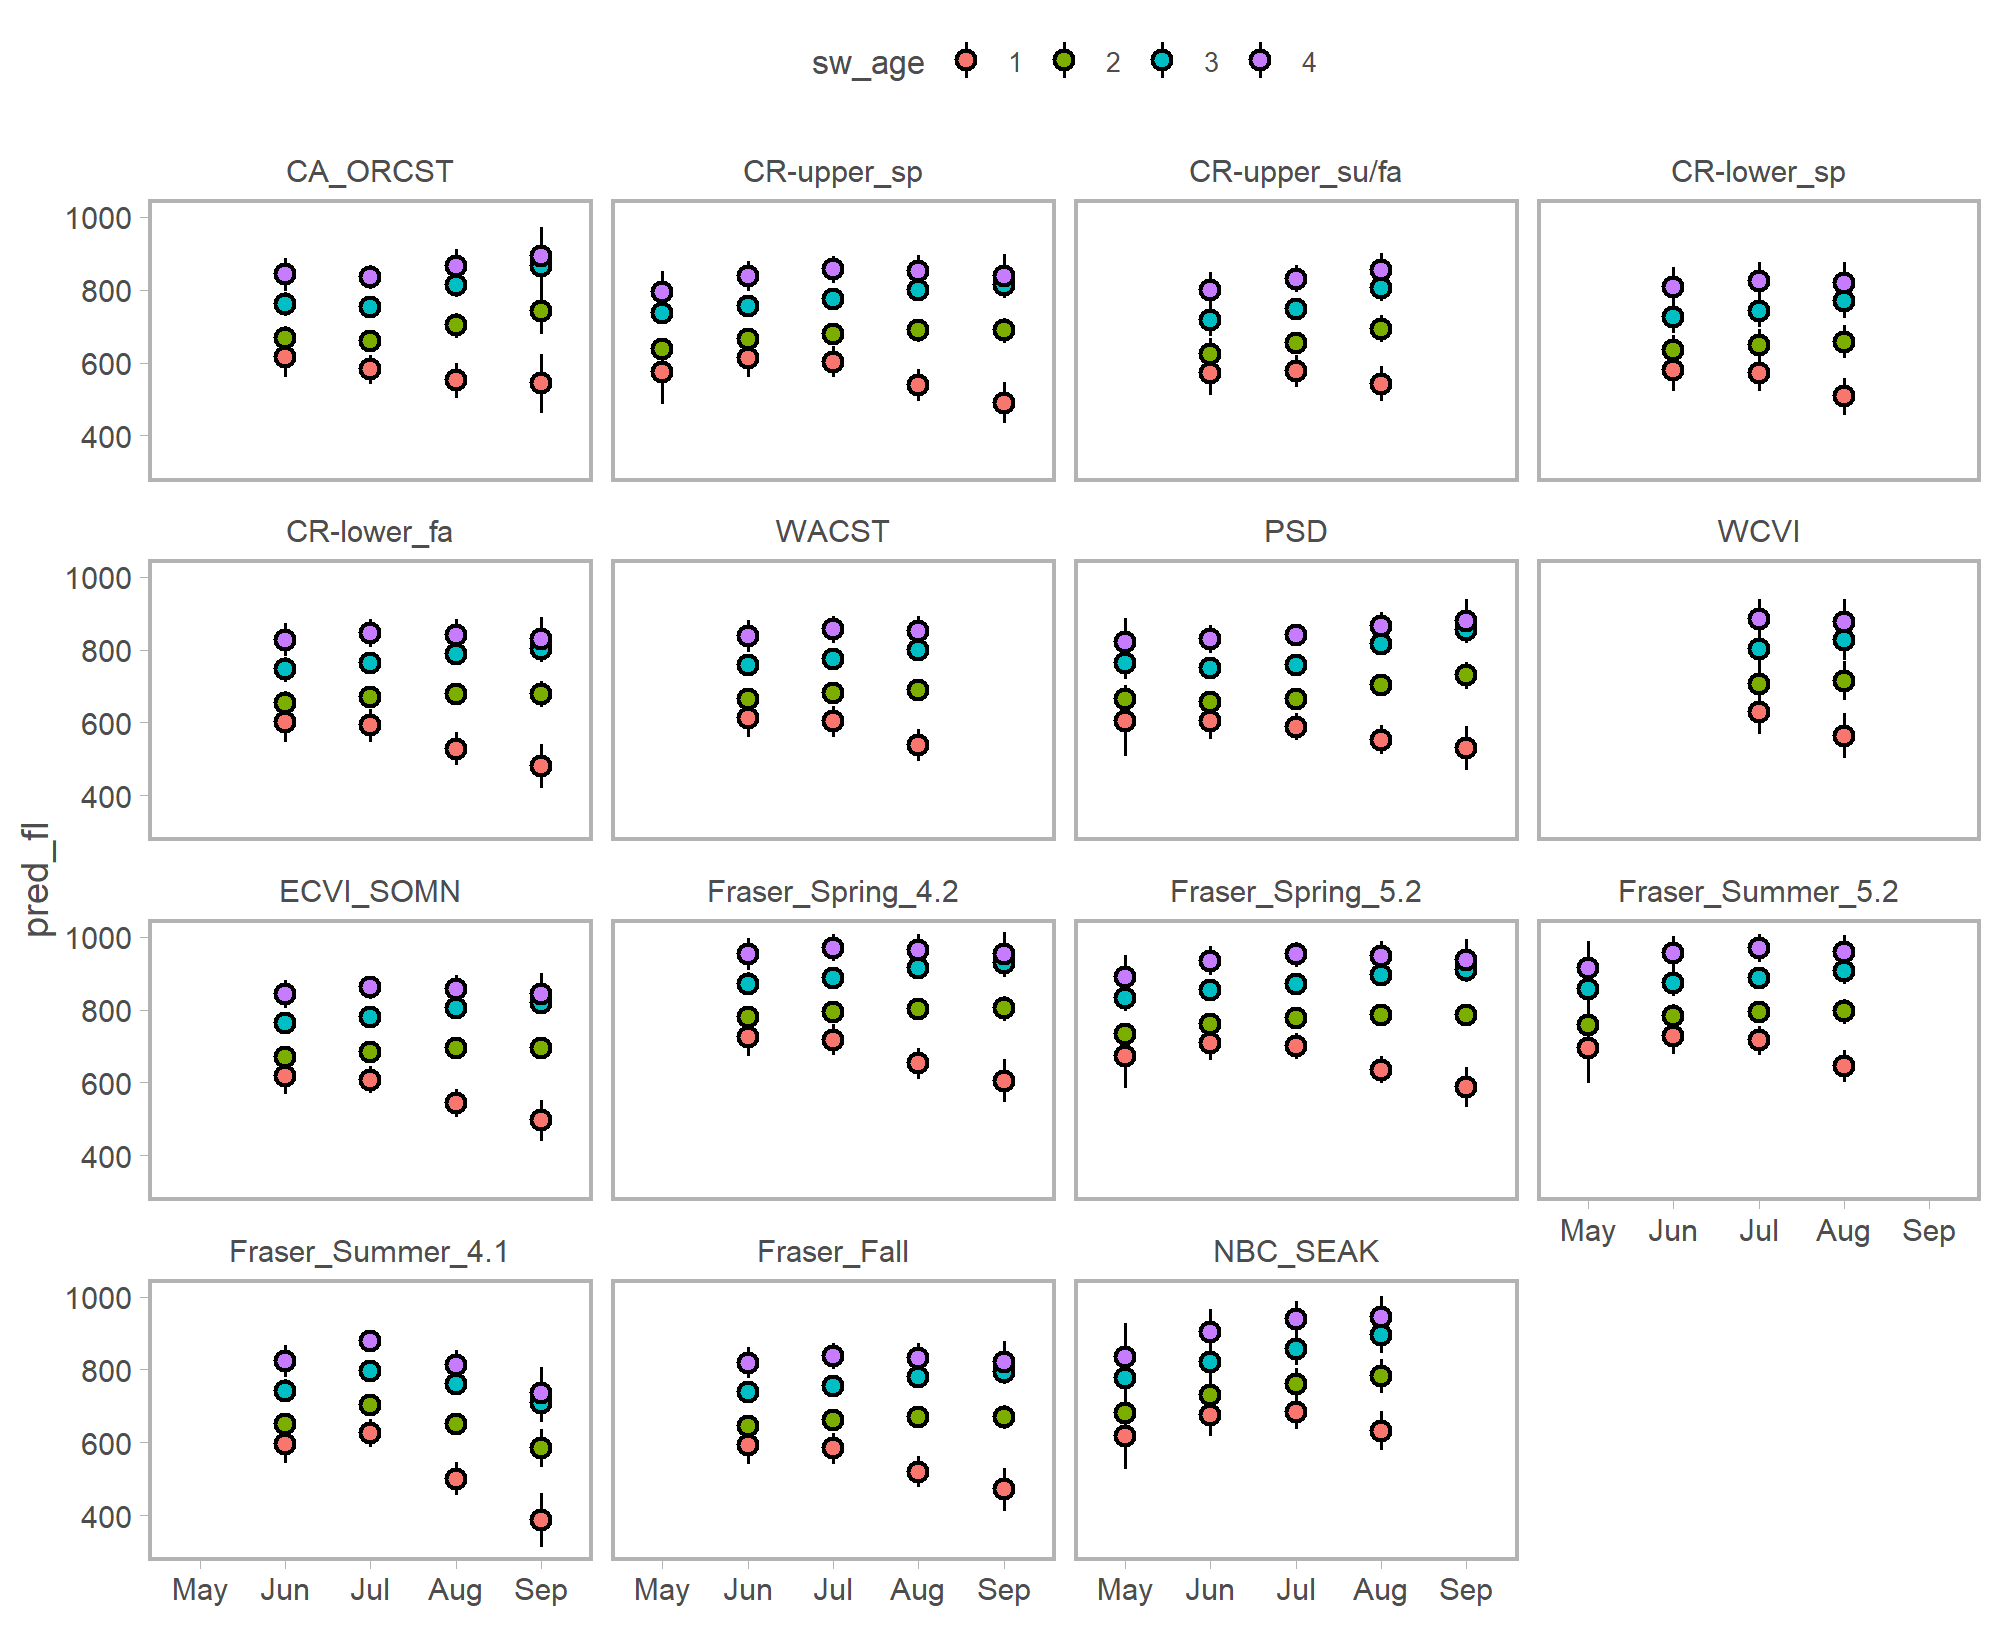 sw_age 1 2 3 4
CA_ORCST CR-upper_sp CR-upper_su/fa CR-lower_sp
1000
800
600
400
CR-lower_fa WACST PSD WCVI
1000
800
600
400
pred_fl
ECVI_SOMN Fraser_Spring_4.2 Fraser_Spring_5.2 Fraser_Summer_5.2
1000
800
600
400
May Jun Jul Aug Sep
Fraser_Summer_4.1 Fraser_Fall NBC_SEAK
1000
800
600
400
May Jun Jul Aug Sep May Jun Jul Aug Sep May Jun Jul Aug Sep